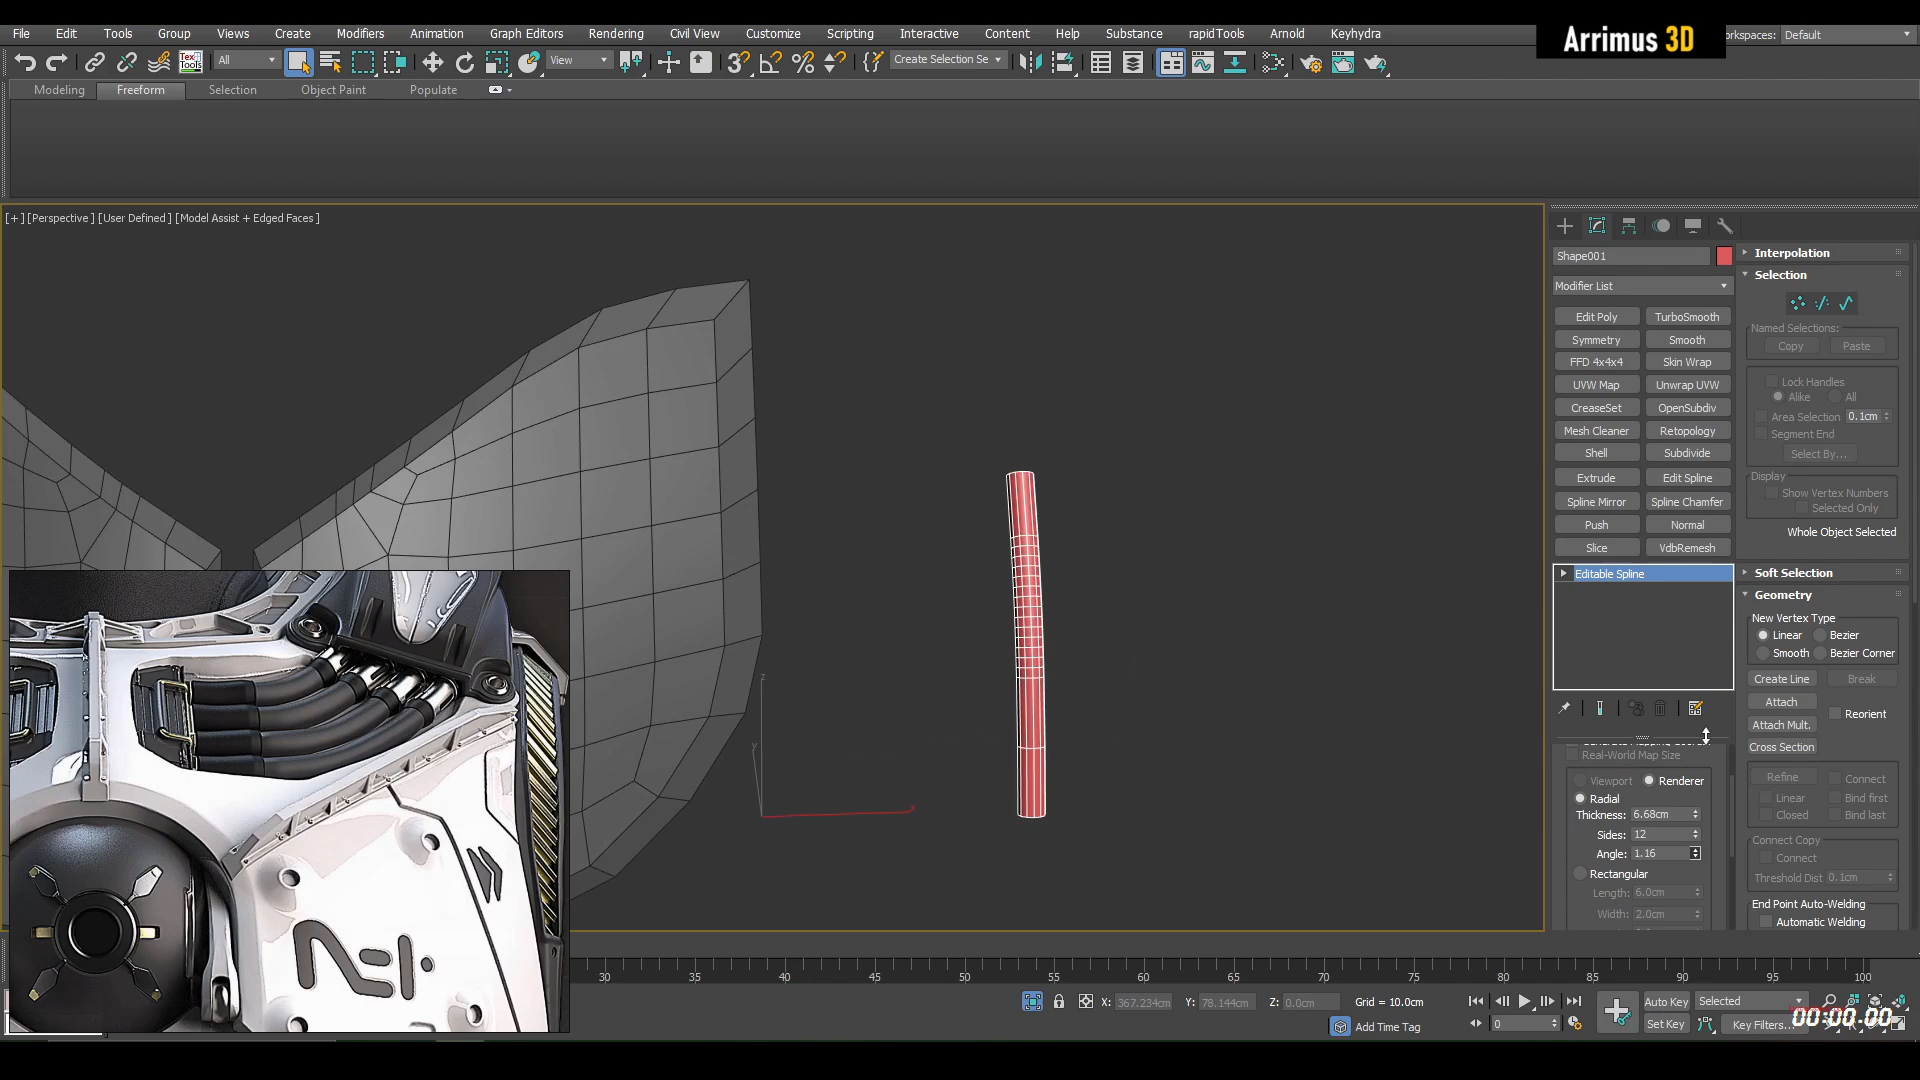 File Edit Tools Group Views Create Modifiers Animation Graph Editors Rendering Civil View Customize Scripting Interactive Content Help Substance rapidTools Arnold Keyhydra
Arrimus 3D
orkspaces: Default
TexTools All View Create Selection Se
Modeling Freeform Selection Object Paint Populate
[+] [Perspective] [User Defined] [Model Assist + Edged Faces]
z
y
x
Shape001
Modifier List
Edit Poly TurboSmooth
Symmetry Smooth
FFD 4x4x4 Skin Wrap
UVW Map Unwrap UVW
CreaseSet OpenSubdiv
Mesh Cleaner Retopology
Shell Subdivide
Extrude Edit Spline
Spline Mirror Spline Chamfer
Push Normal
Slice VdbRemesh
Editable Spline
Real-World Map Size
Viewport Renderer
Radial
Thickness: 6.68cm
Sides: 12
Angle: 1.16
Rectangular
Length: 6.0cm
Width: 2.0cm
Interpolation
Selection
Named Selections:
Copy Paste
Lock Handles
Alike All
Area Selection 0.1cm
Segment End
Select By...
Display
Show Vertex Numbers
Selected Only
Whole Object Selected
Soft Selection
Geometry
New Vertex Type
Linear Bezier
Smooth Bezier Corner
Create Line Break
Attach
Reorient
Attach Mult.
Cross Section
Refine Connect
Linear Bind first
Closed Bind last
Connect Copy
Connect
Threshold Dist 0.1cm
End Point Auto-Welding
Automatic Welding
30 35 40 45 50 55 60 65 70 75 80 85 90 95 100
X: 367.234cm Y: 78.144cm Z: 0.0cm Grid = 10.0cm
Add Time Tag
0
Auto Key Selected
Set Key Key Filters...
00:00.00